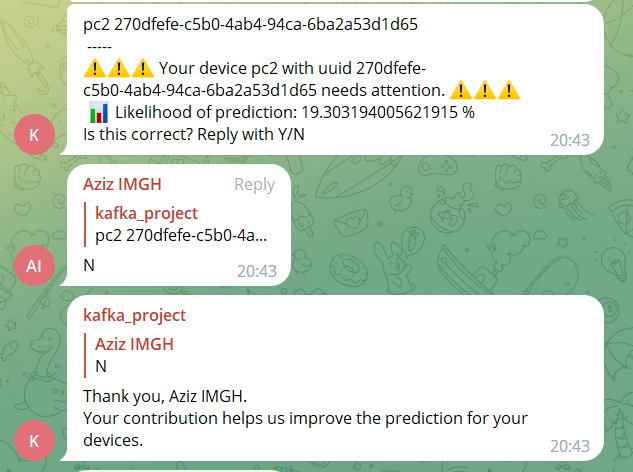 pc2 270dfefe-c5b0-4ab4-94ca-6ba2a53d1d65
-----
⚠️⚠️⚠️ Your device pc2 with uuid 270dfefe-
c5b0-4ab4-94ca-6ba2a53d1d65 needs attention. ⚠️⚠️⚠️
📊 Likelihood of prediction: 19.303194005621915 %
Is this correct? Reply with Y/N
K
20:43
Aziz IMGH Reply
kafka_project
pc2 270dfefe-c5b0-4a...
N
AI
20:43
kafka_project
Aziz IMGH
N
Thank you, Aziz IMGH.
Your contribution helps us improve the prediction for your
devices.
K
20:43